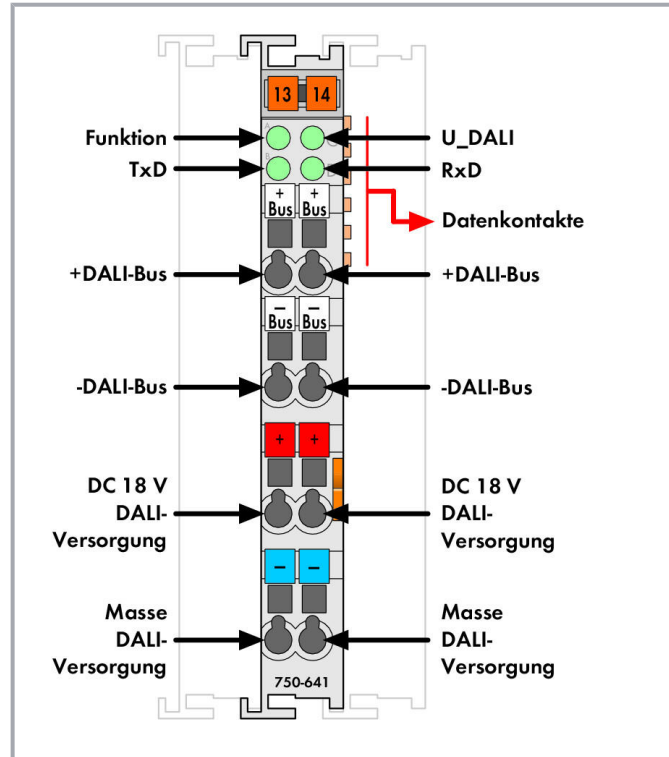 13 14
A C
Funktion U_DALI
B D
TxD RxD
+ +
Bus Bus
Datenkontakte
+DALI-Bus +DALI-Bus
− −
Bus Bus
-DALI-Bus -DALI-Bus
+ +
DC 18 V
DALI-
Versorgung
DC 18 V
DALI-
Versorgung
− −
Masse
DALI-
Versorgung
Masse
DALI-
Versorgung
750-641